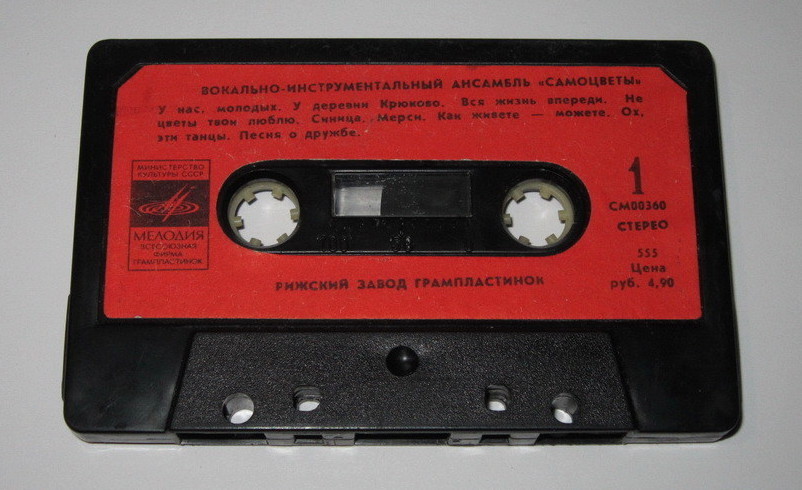 ВОКАЛЬНО-ИНСТРУМЕНТАЛЬНЫЙ АНСАМБЛЬ «САМОЦВЕТЫ»
У нас, молодых. У деревни Крюково. Вся жизнь впереди. Не
цветы твои люблю. Синица. Мерси. Как живете — можете. Ох,
эти танцы. Песня о дружбе.
МИНИСТЕРСТВО
КУЛЬТУРЫ СССР
МЕЛОДИЯ
ВСЕСОЮЗНАЯ
ФИРМА
ГРАМПЛАСТИНОК
1
СМ00360
СТЕРЕО
555
Цена
руб. 4,90
РИЖСКИЙ ЗАВОД ГРАМПЛАСТИНОК